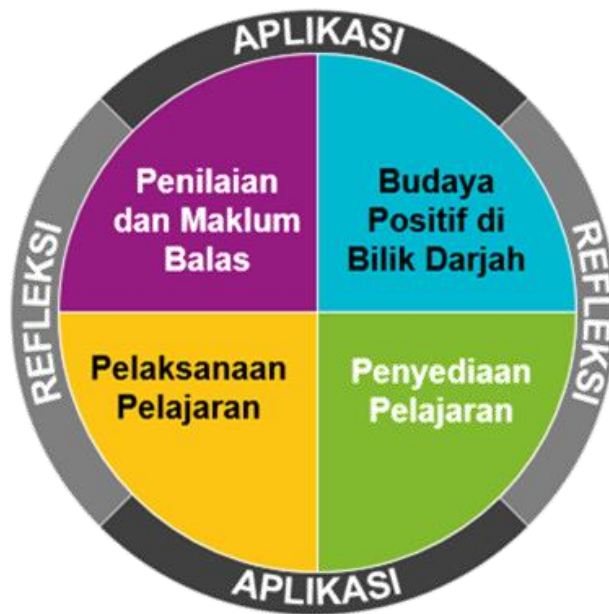 APLIKASI
Penilaian
dan Maklum
Balas
Budaya
Positif di
Bilik Darjah
REFLEKSI
REFLEKSI
Pelaksanaan
Pelajaran
Penyediaan
Pelajaran
APLIKASI